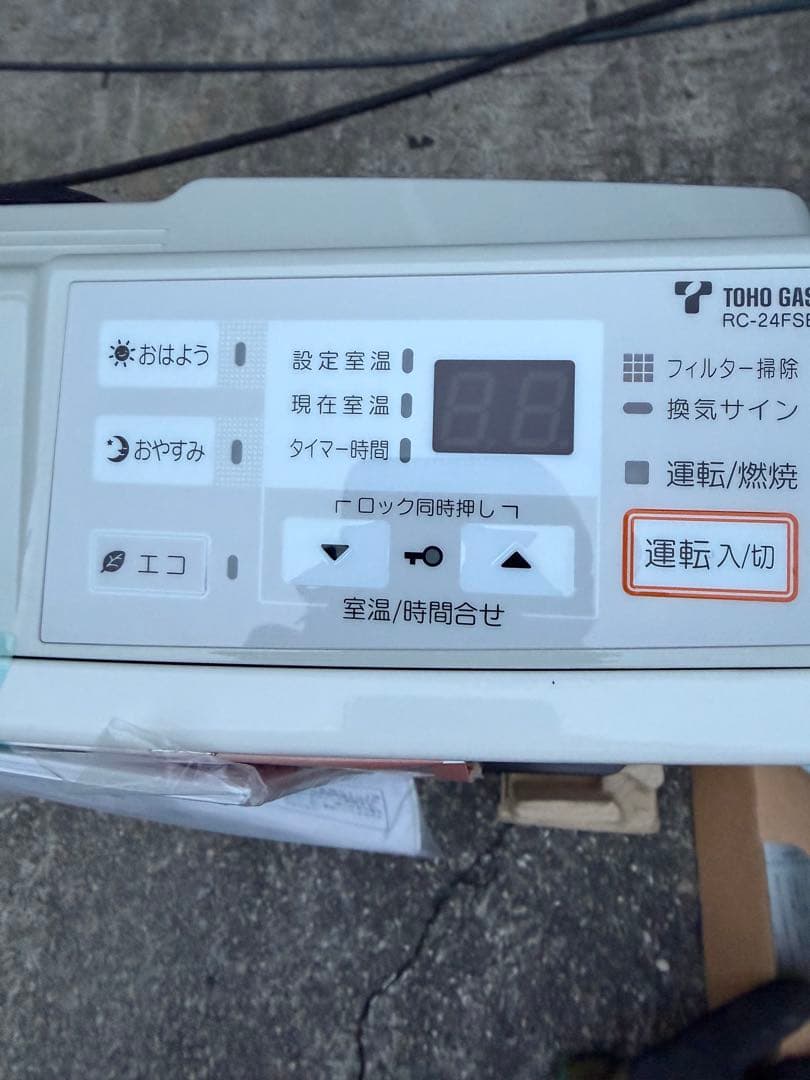 TOHO GAS
RC-24FSE
おはよう
おやすみ
エコ
設定室温
現在室温
タイマー時間
ロック同時押し
室温/時間合せ
フィルター掃除
換気サイン
運転/燃焼
運転 入/切